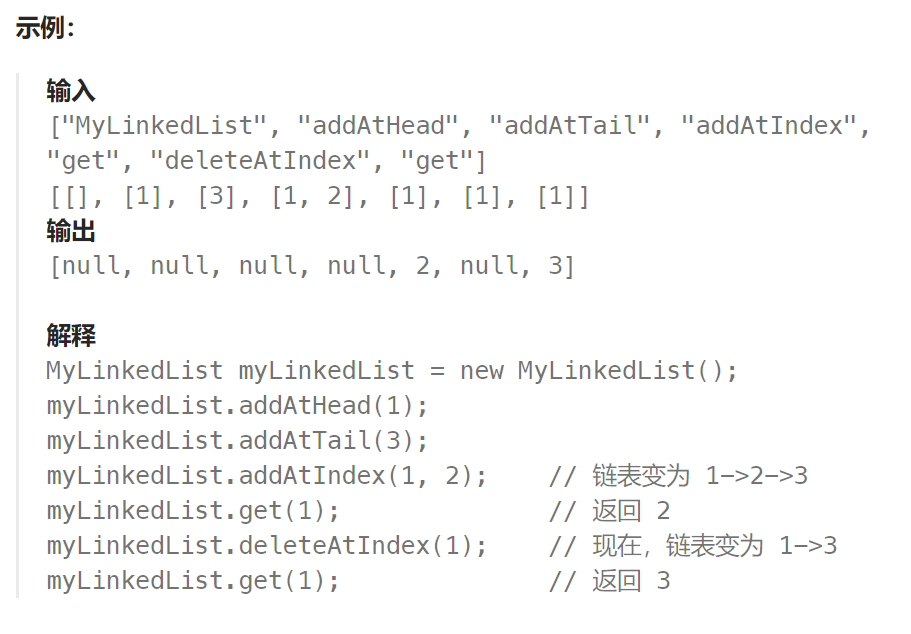 示例：
输入
["MyLinkedList", "addAtHead", "addAtTail", "addAtIndex",
"get", "deleteAtIndex", "get"]
[[], [1], [3], [1, 2], [1], [1], [1]]
输出
[null, null, null, null, 2, null, 3]
解释
MyLinkedList myLinkedList = new MyLinkedList();
myLinkedList.addAtHead(1);
myLinkedList.addAtTail(3);
myLinkedList.addAtIndex(1, 2);    // 链表变为 1->2->3
myLinkedList.get(1);              // 返回 2
myLinkedList.deleteAtIndex(1);    // 现在，链表变为 1->3
myLinkedList.get(1);              // 返回 3